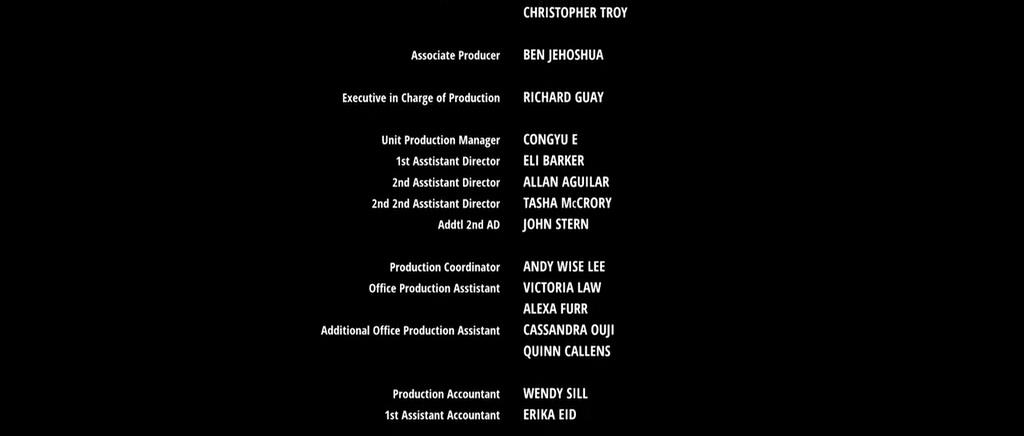 CHRISTOPHER TROY
Associate Producer BEN JEHOSHUA
Executive in Charge of Production RICHARD GUAY
Unit Production Manager CONGYU E
1st Asstistant Director ELI BARKER
2nd Asstistant Director ALLAN AGUILAR
2nd 2nd Asstistant Director TASHA McCRORY
Addtl 2nd AD JOHN STERN
Production Coordinator ANDY WISE LEE
Office Production Asstistant VICTORIA LAW
ALEXA FURR
Additional Office Production Assistant CASSANDRA OUJI
QUINN CALLENS
Production Accountant WENDY SILL
1st Assistant Accountant ERIKA EID